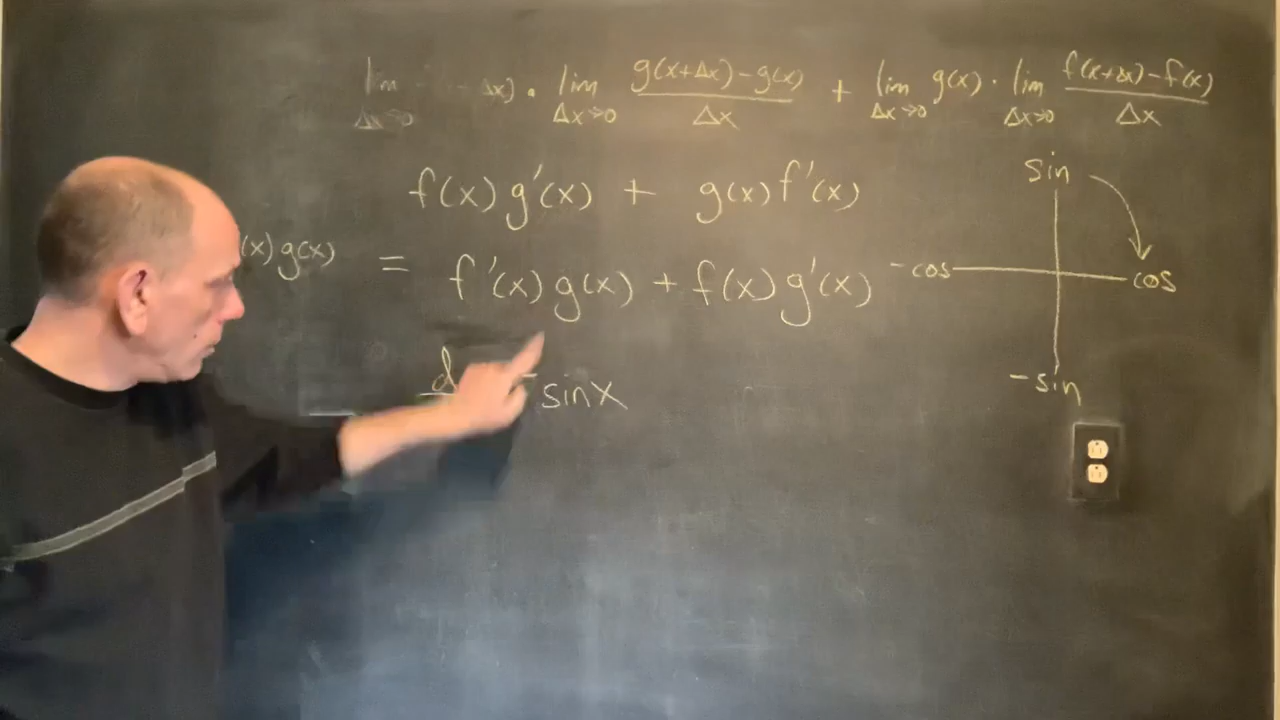 lim Δx). lim g(x+Δx)-g(x) + lim g(x) · lim f(x+Δx)-f(x)
Δx→0 Δx→0 Δx Δx→0 Δx→0 Δx
f(x)g'(x) + g(x)f'(x)
sin
(x)g(x) = f'(x)g(x) + f(x)g'(x)
-cos cos
d sinx
-sin